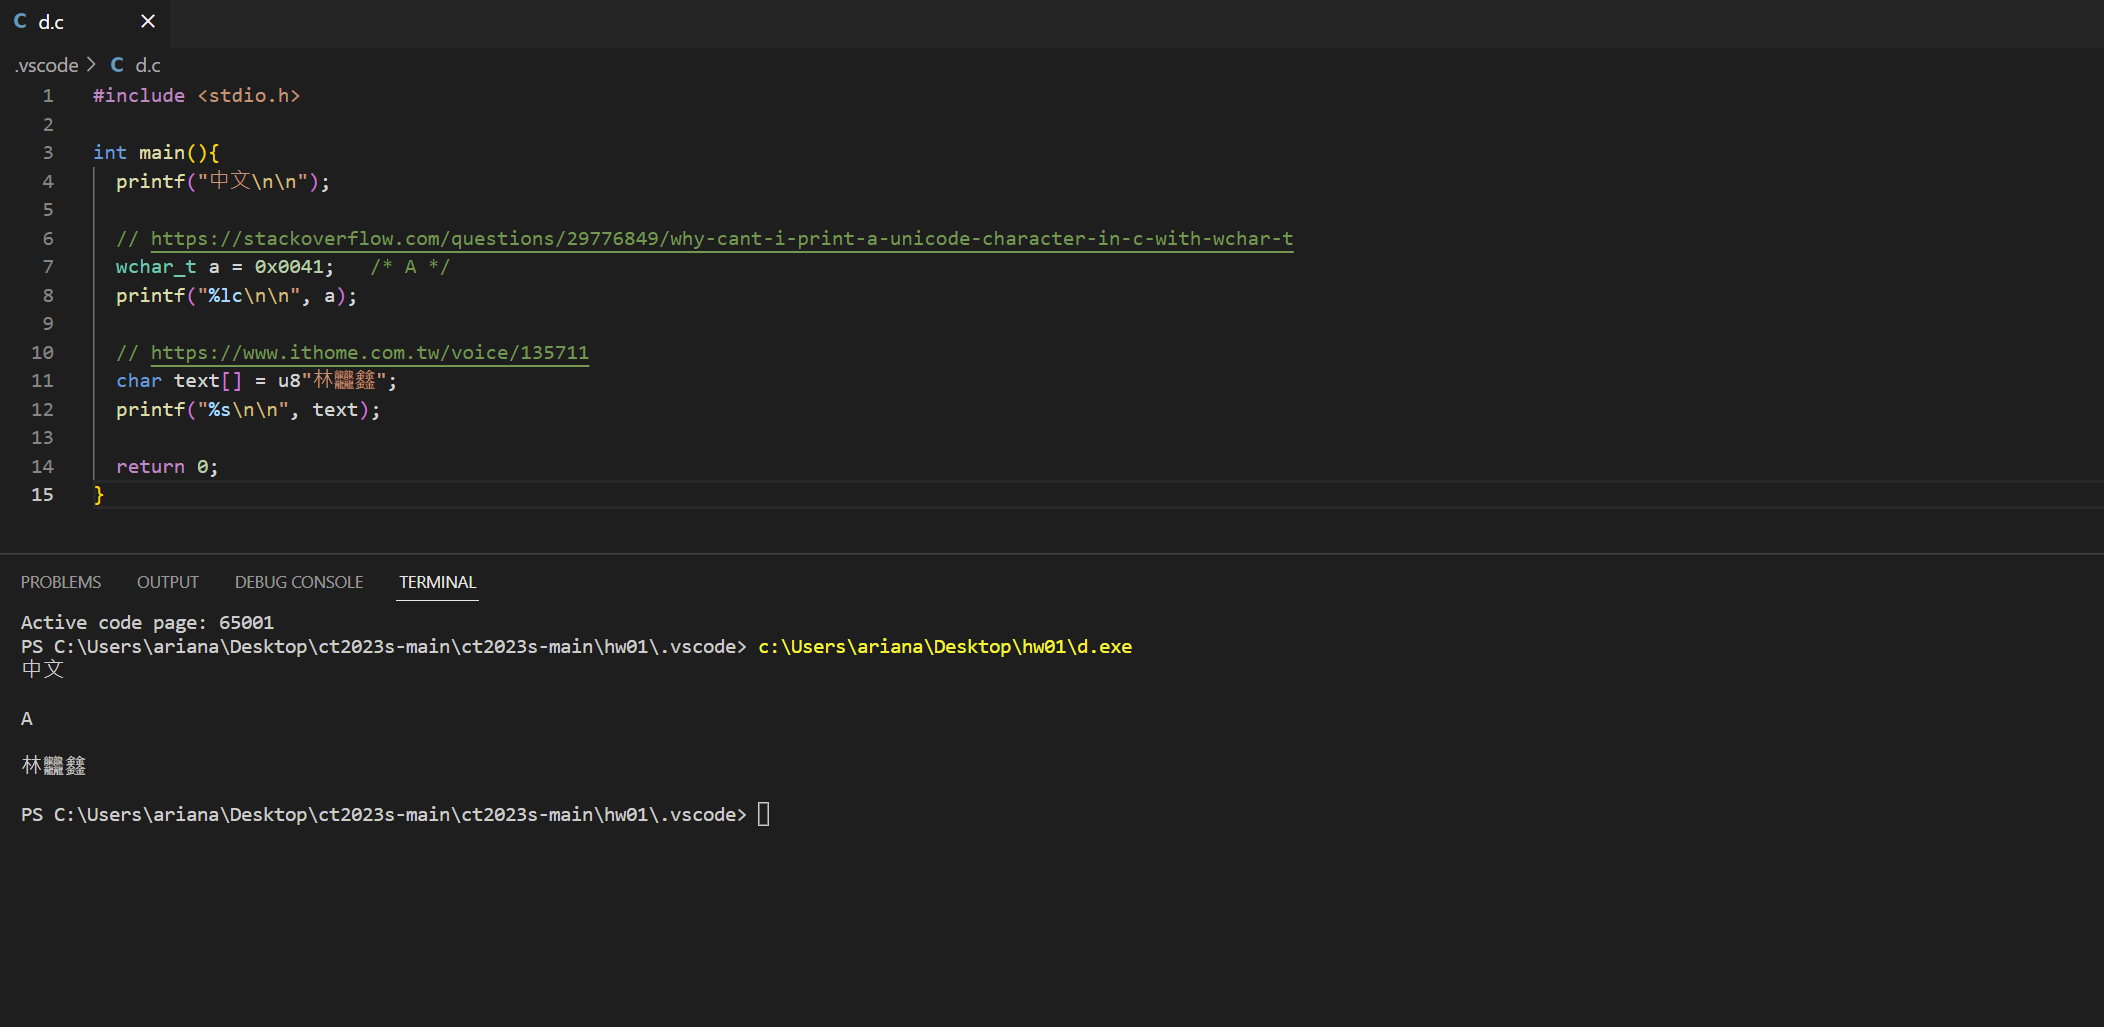 C d.c ×
.vscode > C d.c
1 #include <stdio.h>
2
3 int main(){
4 printf("中文\n\n");
5
6 // https://stackoverflow.com/questions/29776849/why-cant-i-print-a-unicode-character-in-c-with-wchar-t
7 wchar_t a = 0x0041;   /* A */
8 printf("%lc\n\n", a);
9
10 // https://www.ithome.com.tw/voice/135711
11 char text[] = u8"林𪚥鑫";
12 printf("%s\n\n", text);
13
14 return 0;
15 }
PROBLEMS OUTPUT DEBUG CONSOLE TERMINAL
Active code page: 65001
PS C:\Users\ariana\Desktop\ct2023s-main\ct2023s-main\hw01\.vscode> c:\Users\ariana\Desktop\hw01\d.exe
中文
A
林𪚥鑫
PS C:\Users\ariana\Desktop\ct2023s-main\ct2023s-main\hw01\.vscode>